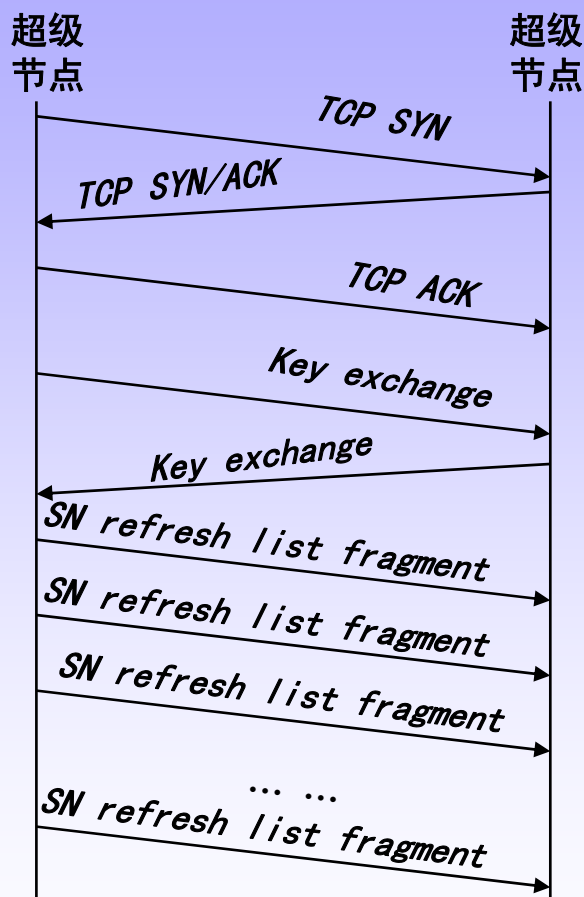 超级
节点
超级
节点
TCP SYN
TCP SYN/ACK
TCP ACK
Key exchange
Key exchange
SN refresh list fragment
SN refresh list fragment
SN refresh list fragment
… …
SN refresh list fragment